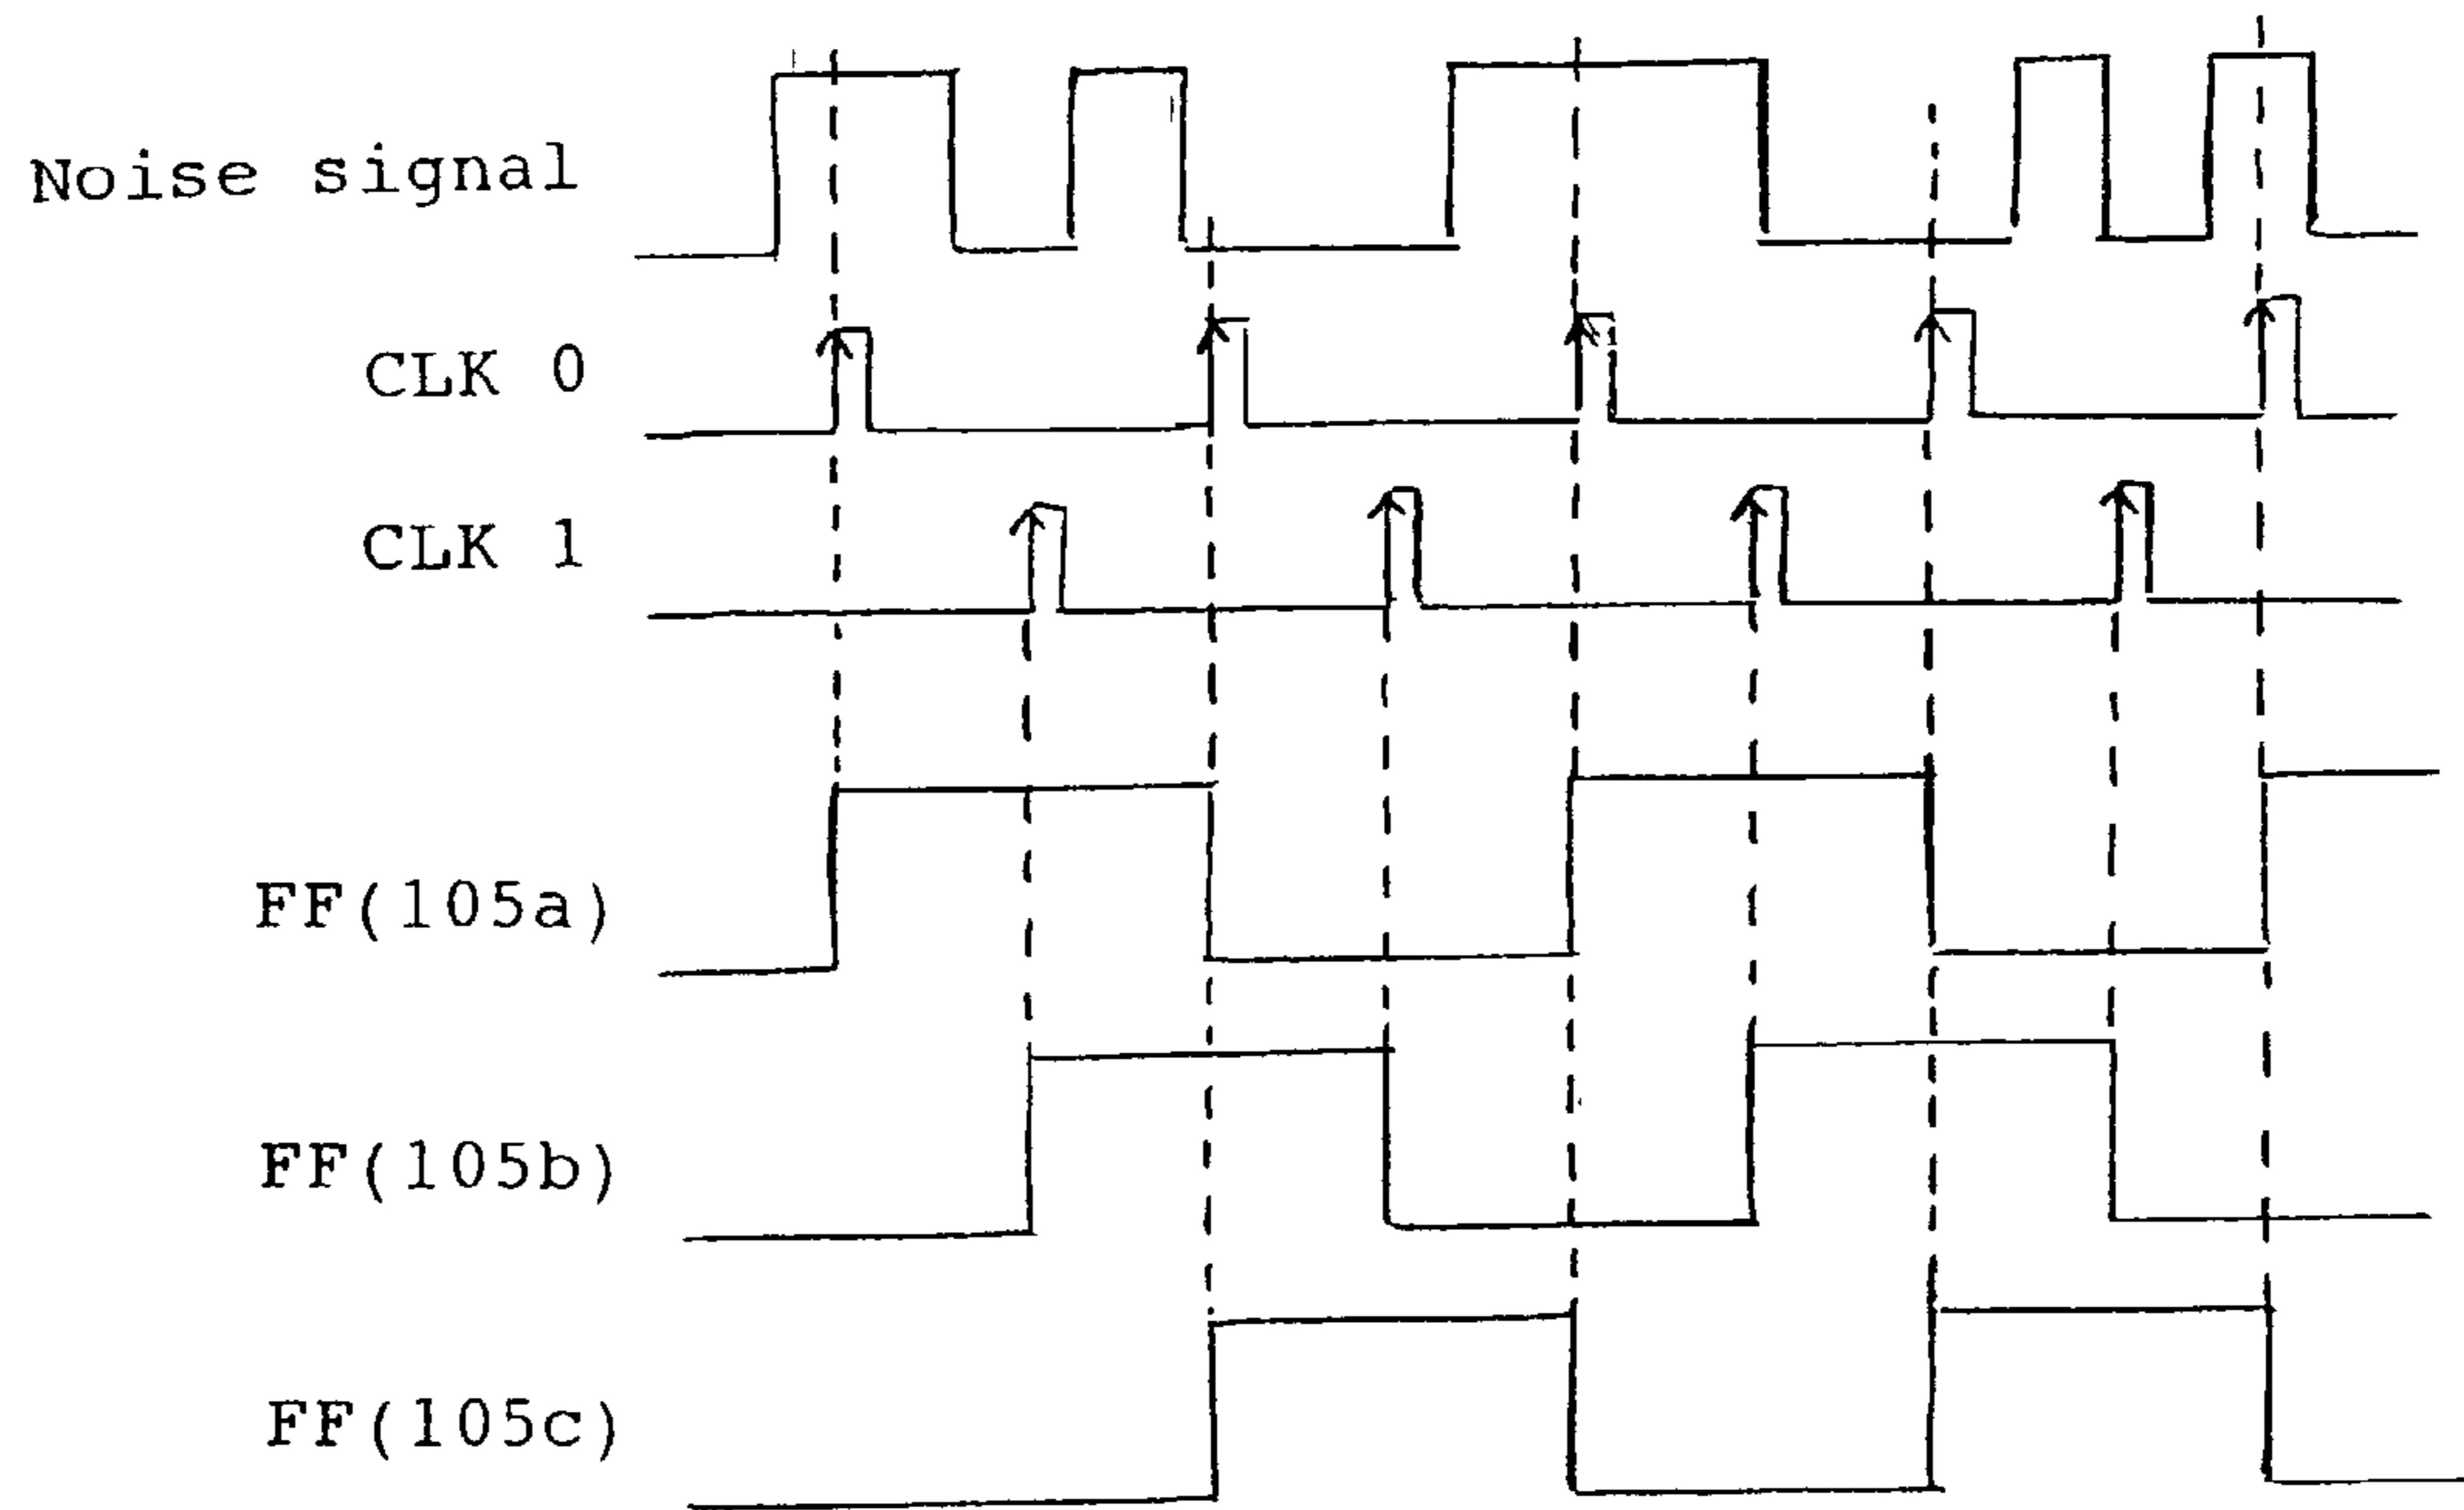 Noise signal
CLK 0
CLK 1
FF(105a)
FF(105b)
FF(105c)